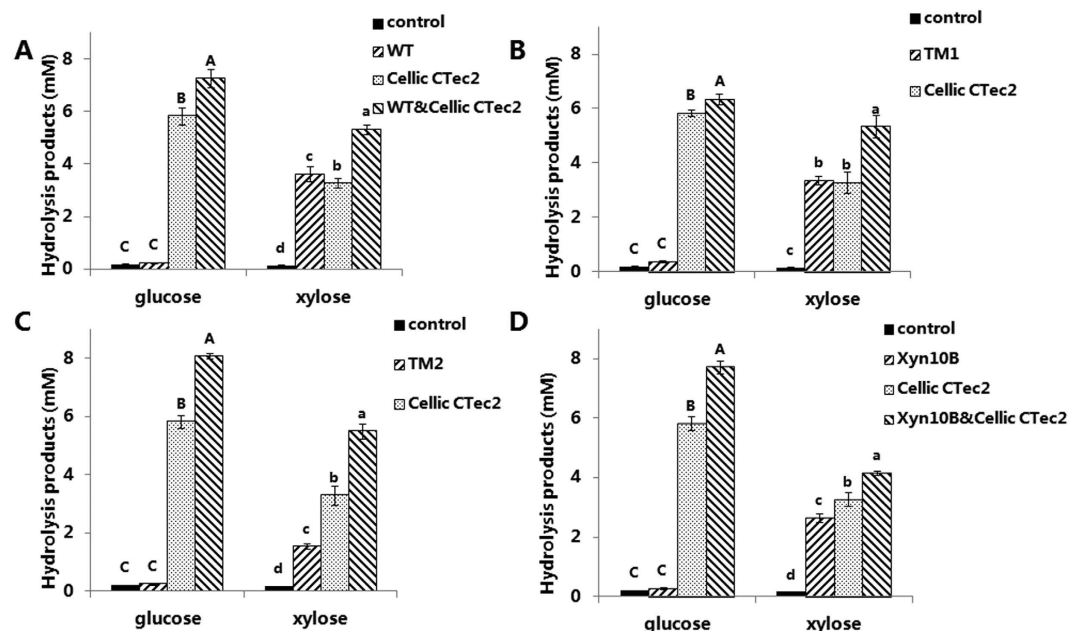 A
Hydrolysis products (mM)
8
6
4
2
0
control
WT
Cellic CTec2
WT&Cellic CTec2
C C B A
d c b a
glucose xylose
B
Hydrolysis products (mM)
8
6
4
2
0
control
TM1
Cellic CTec2
C C B A
c b b a
glucose xylose
C
Hydrolysis products (mM)
8
6
4
2
0
control
TM2
Cellic CTec2
C C B A
d c b a
glucose xylose
D
Hydrolysis products (mM)
8
6
4
2
0
control
Xyn10B
Cellic CTec2
Xyn10B&Cellic CTec2
C C B A
d c b a
glucose xylose